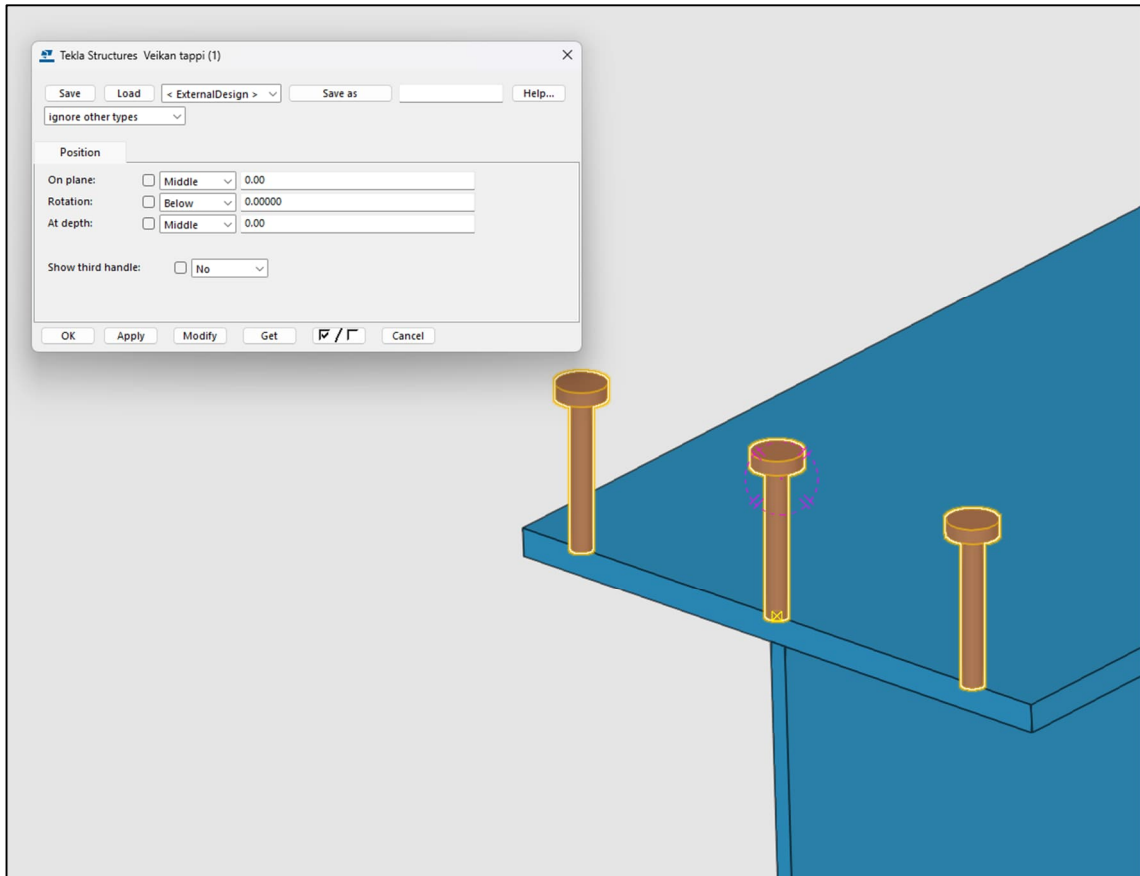 Tekla Structures  Veikan tappi (1)
Save Load < ExternalDesign > Save as Help...
ignore other types
Position
On plane: Middle 0.00
Rotation: Below 0.00000
At depth: Middle 0.00
Show third handle: No
OK Apply Modify Get / Cancel